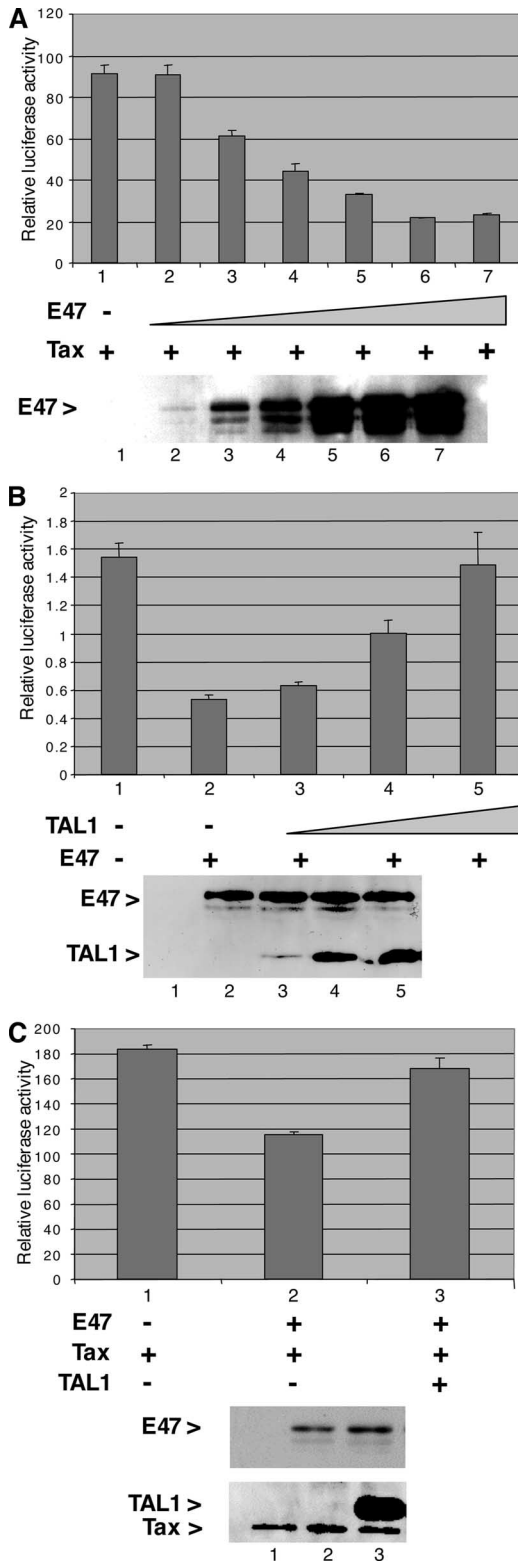 A
Relative luciferase activity
120
100
80
60
40
20
0
1 2 3 4 5 6 7
E47 -
Tax + + + + + + +
E47 >
1 2 3 4 5 6 7
B
Relative luciferase activity
2
1.8
1.6
1.4
1.2
1
0.8
0.6
0.4
0.2
0
1 2 3 4 5
TAL1 - -
E47 - + + + +
E47 >
TAL1 >
1 2 3 4 5
C
Relative luciferase activity
200
180
160
140
120
100
80
60
40
20
0
1 2 3
E47 - + +
Tax + + +
TAL1 - - +
E47 >
TAL1 >
Tax >
1 2 3